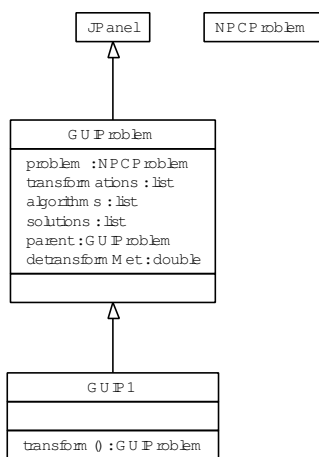 JPanel
NPCProblem
GUIProblem
problem :NPCProblem
transformations :list
algorithms :list
solutions :list
parent:GUIProblem
detransformMet:double
GUIP1
transform():GUIProblem